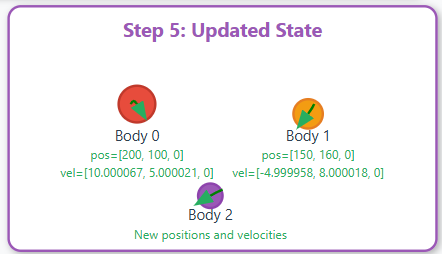 Step 5: Updated State
Body 0
Body 1
pos=[200, 100, 0]
pos=[150, 160, 0]
vel=[10.000067, 5.000021, 0]
vel=[-4.999958, 8.000018, 0]
Body 2
New positions and velocities